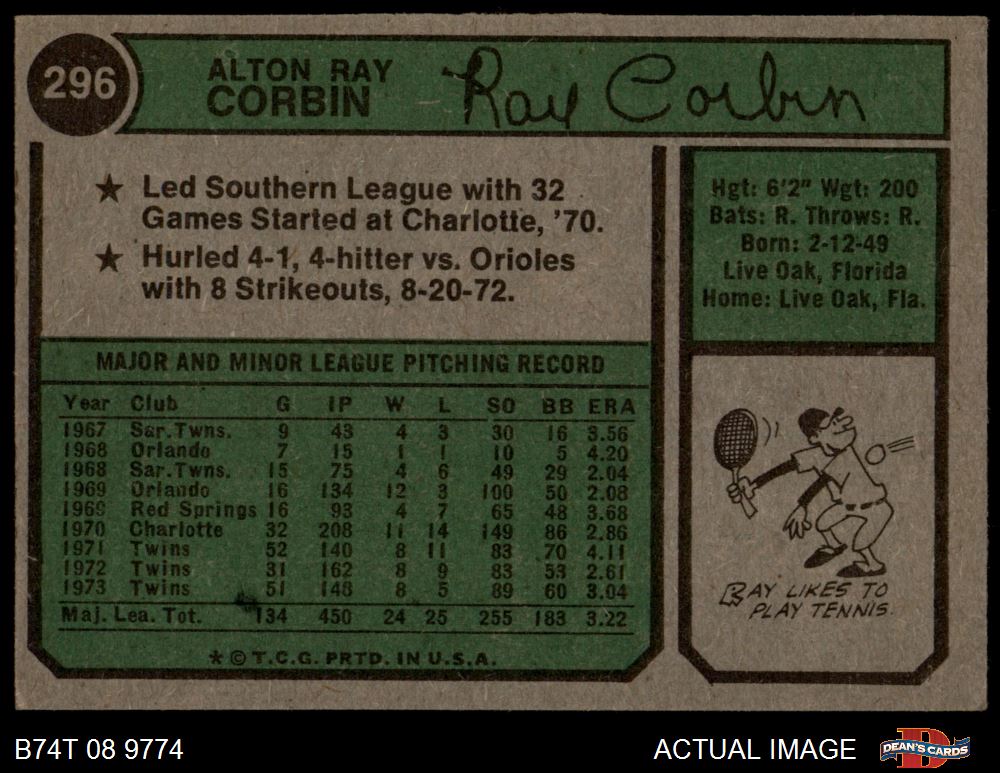 296
ALTON RAY
CORBIN
Ray Corbin
★ Led Southern League with 32
Games Started at Charlotte, '70.
★ Hurled 4-1, 4-hitter vs. Orioles
with 8 Strikeouts, 8-20-72.
Hgt: 6'2" Wgt: 200
Bats: R. Throws: R.
Born: 2-12-49
Live Oak, Florida
Home: Live Oak, Fla.
MAJOR AND MINOR LEAGUE PITCHING RECORD
Year Club G IP W L SO BB ERA
1967 Sar. Twns. 9 43 4 3 30 16 3.56
1968 Orlando 7 15 1 1 10 5 4.20
1968 Sar. Twns. 15 75 4 6 49 29 2.04
1969 Orlando 16 134 12 3 100 50 2.08
1969 Red Springs 16 93 4 7 65 48 3.68
1970 Charlotte 32 208 11 14 149 86 2.86
1971 Twins 52 140 8 11 83 70 4.11
1972 Twins 31 162 8 9 83 53 2.61
1973 Twins 51 148 8 5 89 60 3.04
Maj. Lea. Tot. 134 450 24 25 255 183 3.22
* © T.C.G. PRTD. IN U.S.A.
RAY LIKES TO
PLAY TENNIS.
B74T 08 9774
ACTUAL IMAGE
DEAN'S CARDS